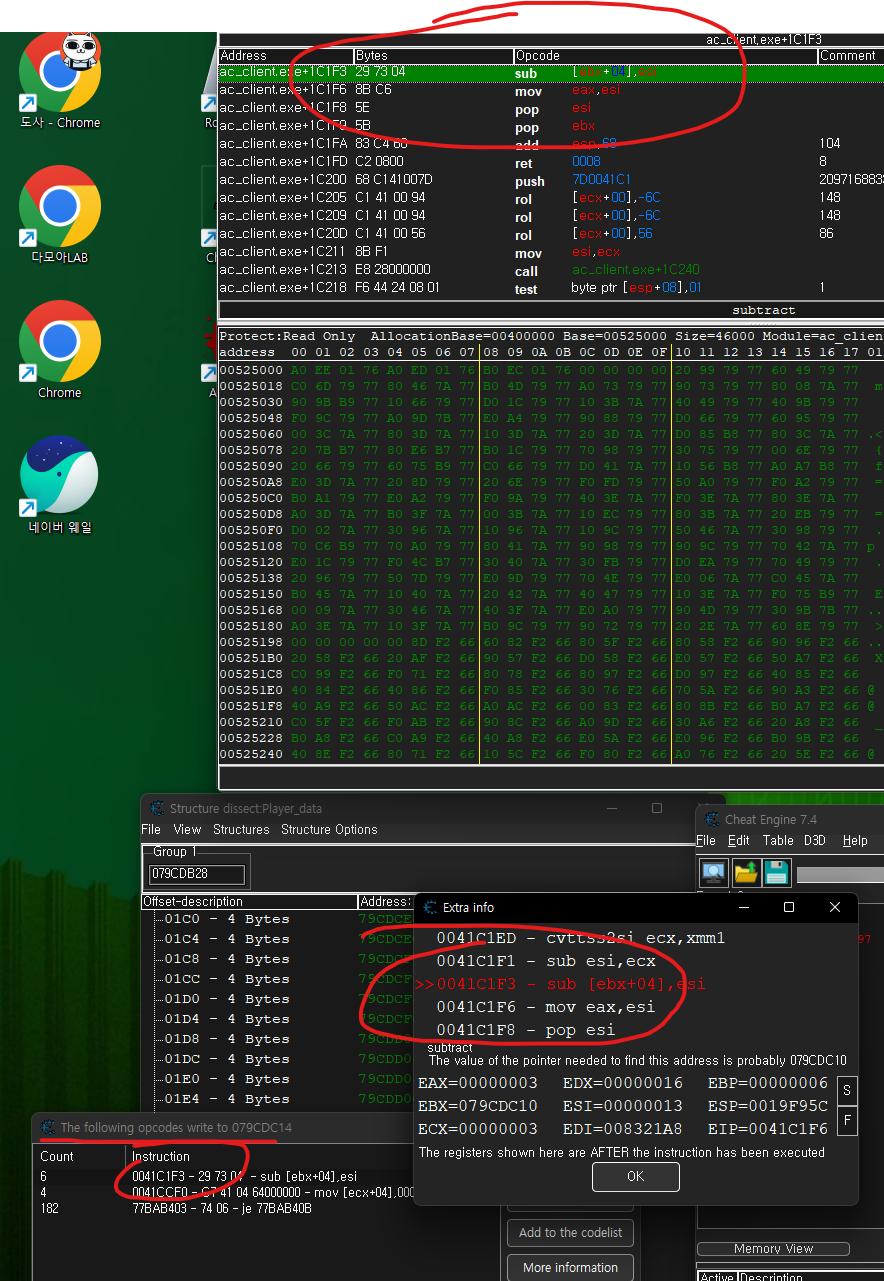 ac_client.exe+1C1F3
Address Bytes Opcode Comment
ac_client.exe+1C1F3 29 73 04 sub
ac_client.exe+1C1F6 8B C6 mov eax,esi
ac_client.exe+1C1F8 5E pop esi
ac_client.exe+1C1F9 5B pop ebx
ac_client.exe+1C1FA 83 C4 68 add esp,68 104
ac_client.exe+1C1FD C2 0800 ret 0008 8
ac_client.exe+1C200 68 C141007D push 7D0041C1 209716883
ac_client.exe+1C205 C1 41 00 94 rol [ecx+00],-6C 148
ac_client.exe+1C209 C1 41 00 94 rol [ecx+00],-6C 148
ac_client.exe+1C20D C1 41 00 56 rol [ecx+00],56 86
ac_client.exe+1C211 8B F1 mov esi,ecx
ac_client.exe+1C213 E8 28000000 call ac_client.exe+1C240
ac_client.exe+1C218 F6 44 24 08 01 test byte ptr [esp+08],01 1
subtract
Protect:Read Only AllocationBase=00400000 Base=00525000 Size=46000 Module=ac_client
address 00 01 02 03 04 05 06 07 08 09 0A 0B 0C 0D 0E 0F 10 11 12 13 14 15 16 17 01
00525000 A0 EE 01 76 A0 ED 01 76 B0 EC 01 76 00 00 00 00 20 99 79 77 60 49 79 77
00525018 C0 6D 79 77 80 46 7A 77 B0 4D 79 77 A0 73 79 77 90 73 79 77 80 08 7A 77 m
00525030 90 9B B9 77 10 66 79 77 D0 1C 79 77 10 3B 7A 77 40 49 79 77 40 9B 79 77
00525048 F0 9C 79 77 A0 9D 7B 77 E0 A4 79 77 90 88 79 77 D0 66 79 77 60 95 79 77
00525060 00 3C 7A 77 80 3D 7A 77 10 3D 7A 77 20 3D 7A 77 D0 85 B8 77 80 3C 7A 77 .<
00525078 20 7B B7 77 80 E6 B7 77 B0 1C 79 77 70 98 79 77 30 75 79 77 00 6E 79 77 {
00525090 20 66 79 77 60 75 B9 77 C0 66 79 77 D0 41 7A 77 10 56 B8 77 A0 A7 B8 77 f
005250A8 E0 3D 7A 77 20 8D 79 77 20 6E 79 77 F0 FD 79 77 50 A0 79 77 F0 A2 79 77 =
005250C0 B0 A1 79 77 E0 A2 79 77 F0 9A 79 77 40 3E 7A 77 F0 3E 7A 77 80 3E 7A 77
005250D8 A0 3D 7A 77 B0 3F 7A 77 00 3B 7A 77 10 EC 79 77 80 3B 7A 77 20 EB 79 77 =
005250F0 D0 02 7A 77 30 96 7A 77 10 96 7A 77 10 9C 79 77 50 46 7A 77 30 98 79 77 .
00525108 70 C6 B9 77 70 A0 79 77 80 41 7A 77 90 98 79 77 90 9C 79 77 70 42 7A 77 p
00525120 E0 1C 79 77 F0 4C B7 77 30 40 7A 77 30 FB 79 77 D0 EA 79 77 70 49 79 77 .
00525138 20 96 79 77 50 7D 79 77 E0 9D 79 77 70 4E 79 77 E0 06 7A 77 C0 45 7A 77
00525150 B0 45 7A 77 10 40 7A 77 20 42 7A 77 40 47 79 77 10 3E 7A 77 F0 75 B9 77 E
00525168 00 09 7A 77 30 46 7A 77 40 3F 7A 77 E0 A0 79 77 90 4D 79 77 30 9B 7B 77 ..
00525180 A0 3E 7A 77 10 3F 7A 77 B0 9C 79 77 90 72 79 77 20 2E 7A 77 60 8E 79 77 >
00525198 00 00 00 00 00 8D F2 66 60 82 F2 66 80 5F F2 66 80 58 F2 66 90 96 F2 66 ..
005251B0 20 58 F2 66 20 AF F2 66 90 57 F2 66 D0 58 F2 66 E0 57 F2 66 50 A7 F2 66 X
005251C8 C0 99 F2 66 F0 71 F2 66 80 78 F2 66 80 97 F2 66 D0 97 F2 66 40 85 F2 66
005251E0 40 84 F2 66 40 86 F2 66 F0 85 F2 66 30 76 F2 66 70 5A F2 66 90 A3 F2 66 @
005251F8 40 A9 F2 66 50 AC F2 66 A0 AC F2 66 00 83 F2 66 80 8B F2 66 B0 A7 F2 66 @
00525210 C0 5F F2 66 F0 AB F2 66 90 8C F2 66 A0 9D F2 66 30 A6 F2 66 20 A8 F2 66 _
00525228 B0 A8 F2 66 C0 A9 F2 66 40 A8 F2 66 E0 5A F2 66 E0 96 F2 66 B0 9B F2 66
00525240 40 8E F2 66 80 71 F2 66 10 5C F2 66 F0 80 F2 66 A0 76 F2 66 20 5E F2 66 @
도사 - Chrome
다모아LAB
Chrome
네이버 웨일
Structure dissect:Player_data
File View Structures Structure Options
Group 1
079CDB28
Offset-description Address:
01C0 - 4 Bytes 79CDCE
01C4 - 4 Bytes 79CDCE
01C8 - 4 Bytes
01CC - 4 Bytes
01D0 - 4 Bytes 79CDCF
01D4 - 4 Bytes 79CDCF
01D8 - 4 Bytes
01DC - 4 Bytes 79CDD0
01E0 - 4 Bytes 79CDD0
01E4 - 4 Bytes 79CDD0
Cheat Engine 7.4
File Edit Table D3D Help
97
Extra info
0041C1ED - cvttss2si ecx,xmm1
0041C1F1 - sub esi,ecx
>>0041C1F3 - sub [ebx+04],esi
0041C1F6 - mov eax,esi
0041C1F8 - pop esi
subtract
The value of the pointer needed to find this address is probably 079CDC10
EAX=00000003 EDX=00000016 EBP=00000006 S
EBX=079CDC10 ESI=00000013 ESP=0019F95C
ECX=00000003 EDI=008321A8 EIP=0041C1F6 F
The registers shown here are AFTER the instruction has been executed
OK
The following opcodes write to 079CDC14
Count Instruction
6 0041C1F3 - 29 73 04 - sub [ebx+04],esi
4 0041CCF0 - C7 41 04 64000000 - mov [ecx+04],000
182 77BAB403 - 74 06 - je 77BAB40B
Add to the codelist
More information
Memory View
Active Description